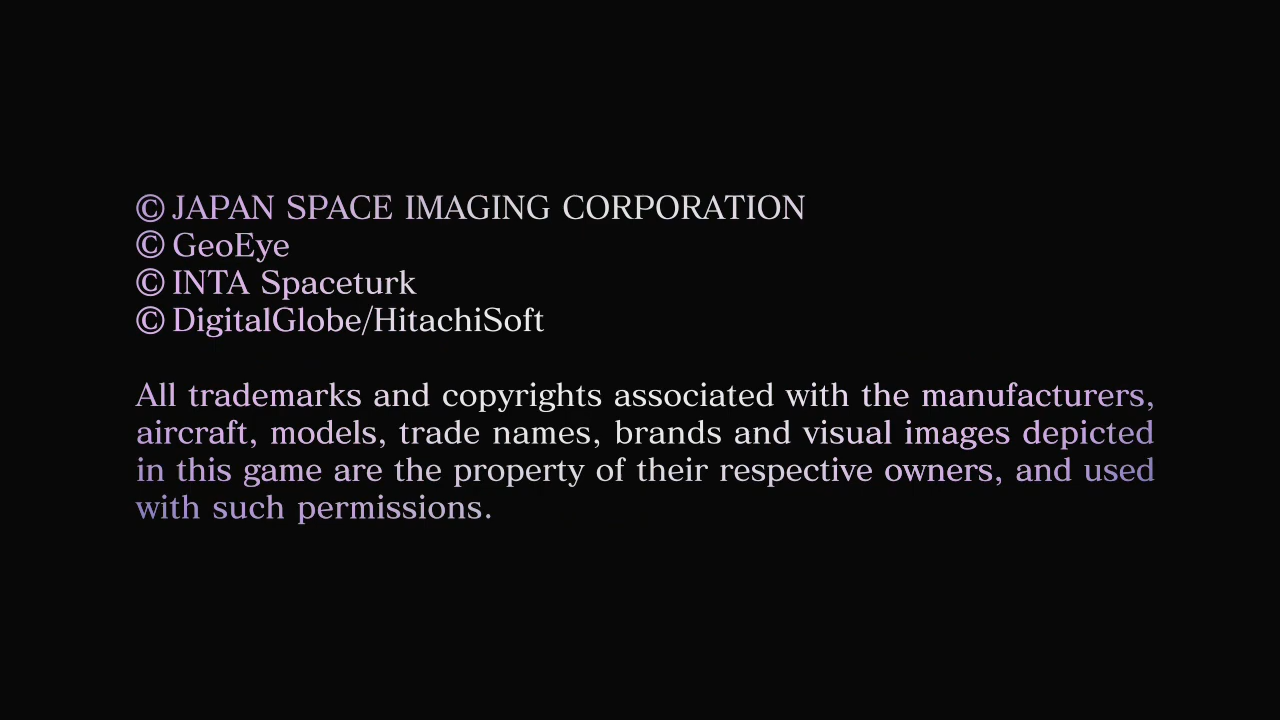 © JAPAN SPACE IMAGING CORPORATION
© GeoEye
© INTA Spaceturk
© DigitalGlobe/HitachiSoft
All trademarks and copyrights associated with the manufacturers,
aircraft, models, trade names, brands and visual images depicted
in this game are the property of their respective owners, and used
with such permissions.